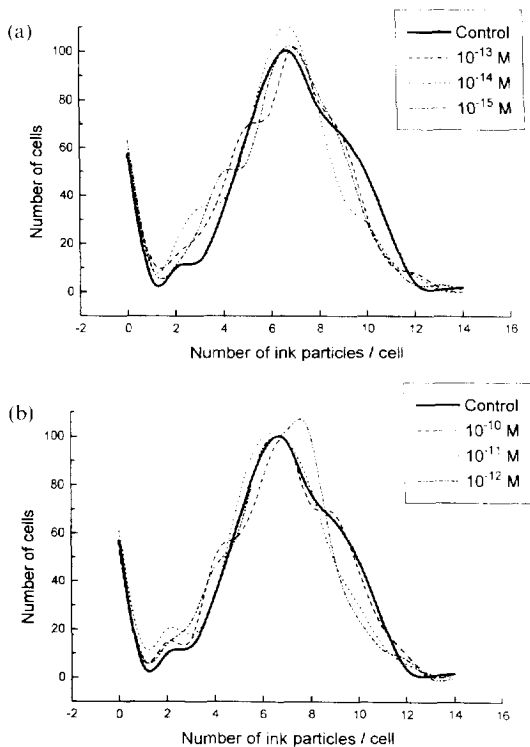 (a)
Control
10⁻¹³ M
10⁻¹⁴ M
10⁻¹⁵ M
Number of cells
100
80
60
40
20
0
-2 0 2 4 6 8 10 12 14 16
Number of ink particles / cell
(b)
Control
10⁻¹⁰ M
10⁻¹¹ M
10⁻¹² M
Number of cells
100
80
60
40
20
0
-2 0 2 4 6 8 10 12 14 16
Number of ink particles / cell